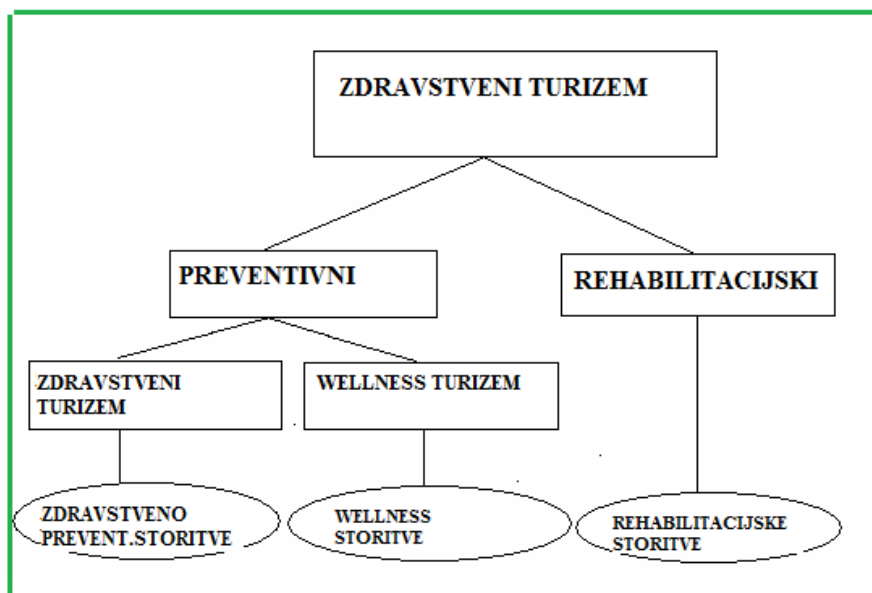 ZDRAVSTVENI TURIZEM
PREVENTIVNI
REHABILITACIJSKI
ZDRAVSTVENI
TURIZEM
WELLNESS TURIZEM
ZDRAVSTVENO
PREVENT.STORITVE
WELLNESS
STORITVE
REHABILITACIJSKE
STORITVE